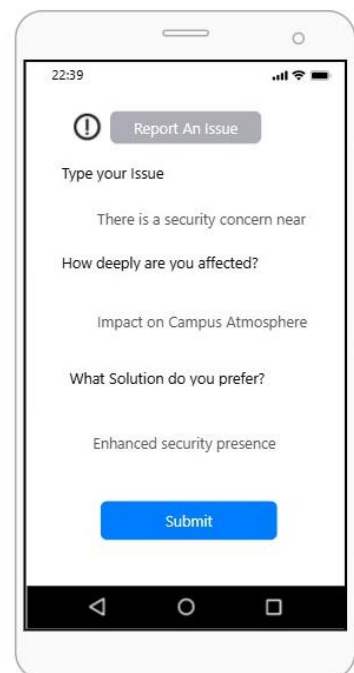 22:39
Report An Issue
Type your Issue
There is a security concern near
How deeply are you affected?
Impact on Campus Atmosphere
What Solution do you prefer?
Enhanced security presence
Submit